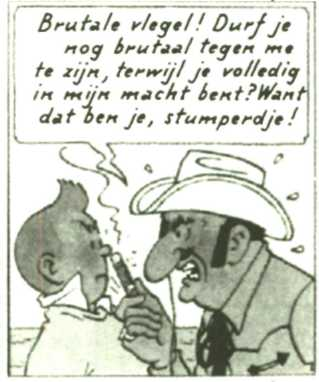 Brutale vlegel! Durf je
nog brutaal tegen me
te zijn, terwijl je volledig
in mijn macht bent? Want
dat ben je, stumperdje!